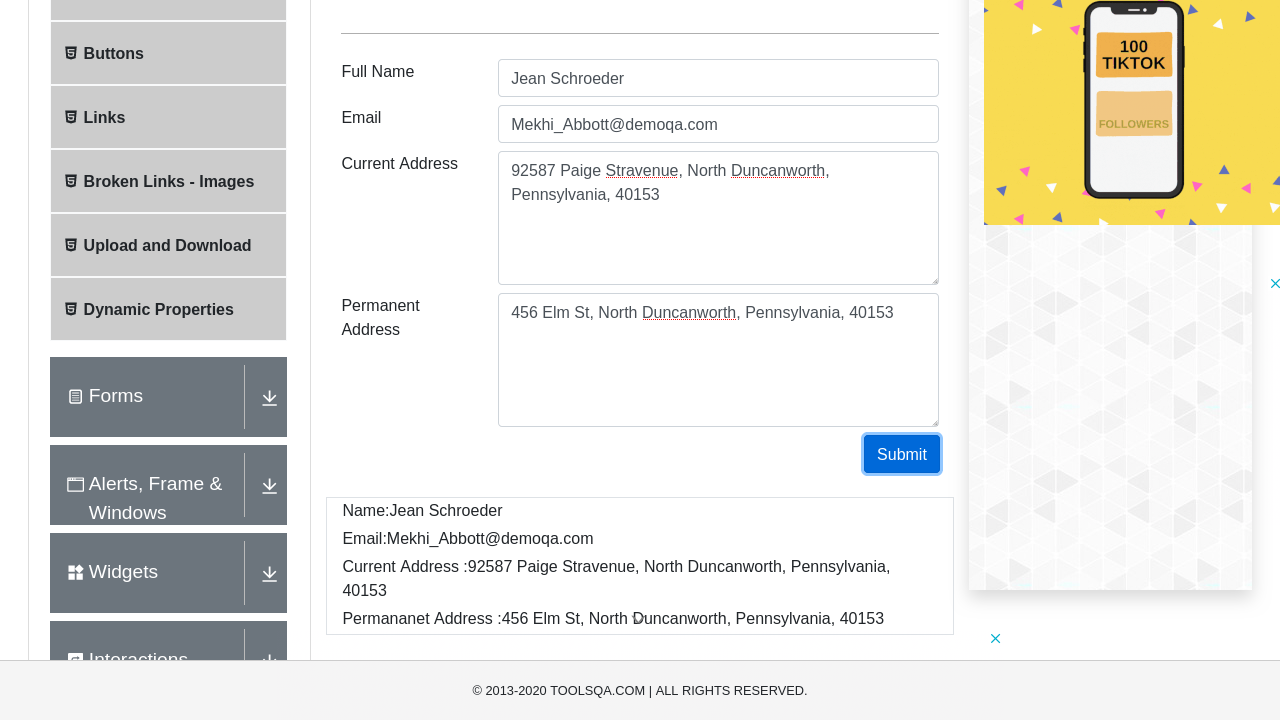 Buttons
Links
Broken Links - Images
Upload and Download
Dynamic Properties
Forms
Alerts, Frame &
Windows
Widgets
Interactions
Full Name
Jean Schroeder
Email
Mekhi_Abbott@demoqa.com
Current Address
92587 Paige Stravenue, North Duncanworth,
Pennsylvania, 40153
Permanent
Address
456 Elm St, North Duncanworth, Pennsylvania, 40153
Submit
Name:Jean Schroeder
Email:Mekhi_Abbott@demoqa.com
Current Address :92587 Paige Stravenue, North Duncanworth, Pennsylvania,
40153
Permananet Address :456 Elm St, North Duncanworth, Pennsylvania, 40153
100
TIKTOK
FOLLOWERS
© 2013-2020 TOOLSQA.COM | ALL RIGHTS RESERVED.